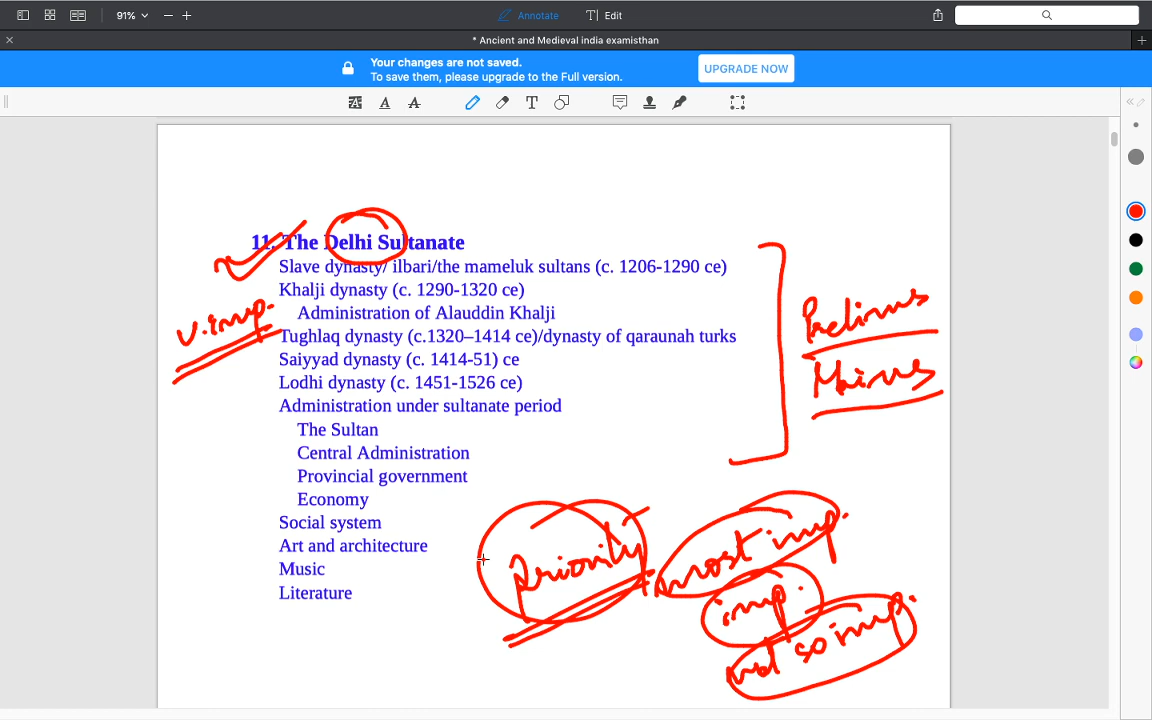 91%
Annotate
Edit
* Ancient and Medieval india examisthan
Your changes are not saved.
To save them, please upgrade to the Full version.
UPGRADE NOW
11. The Delhi Sultanate
Slave dynasty/ ilbari/the mameluk sultans (c. 1206-1290 ce)
Khalji dynasty (c. 1290-1320 ce)
Administration of Alauddin Khalji
Tughlaq dynasty (c.1320–1414 ce)/dynasty of qaraunah turks
Saiyyad dynasty (c. 1414-51) ce
Lodhi dynasty (c. 1451-1526 ce)
Administration under sultanate period
The Sultan
Central Administration
Provincial government
Economy
Social system
Art and architecture
Music
Literature
v.imp.
Prelims
Mains
Priority
most imp.
imp.
not so imp.